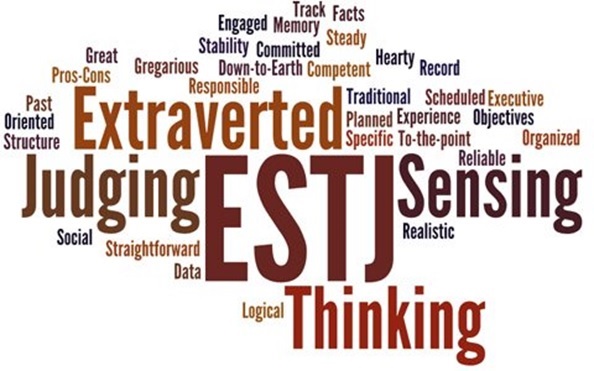 Track Facts
Engaged Memory Steady
Stability Committed Hearty
Great Gregarious Down-to-Earth Competent Record
Pros-Cons Responsible
Past Extraverted Traditional Scheduled Executive
Oriented Planned Experience Objectives
Structure Specific To-the-point Organized
Judging ESTJ Sensing Reliable
Social Straightforward Realistic
Data
Logical Thinking